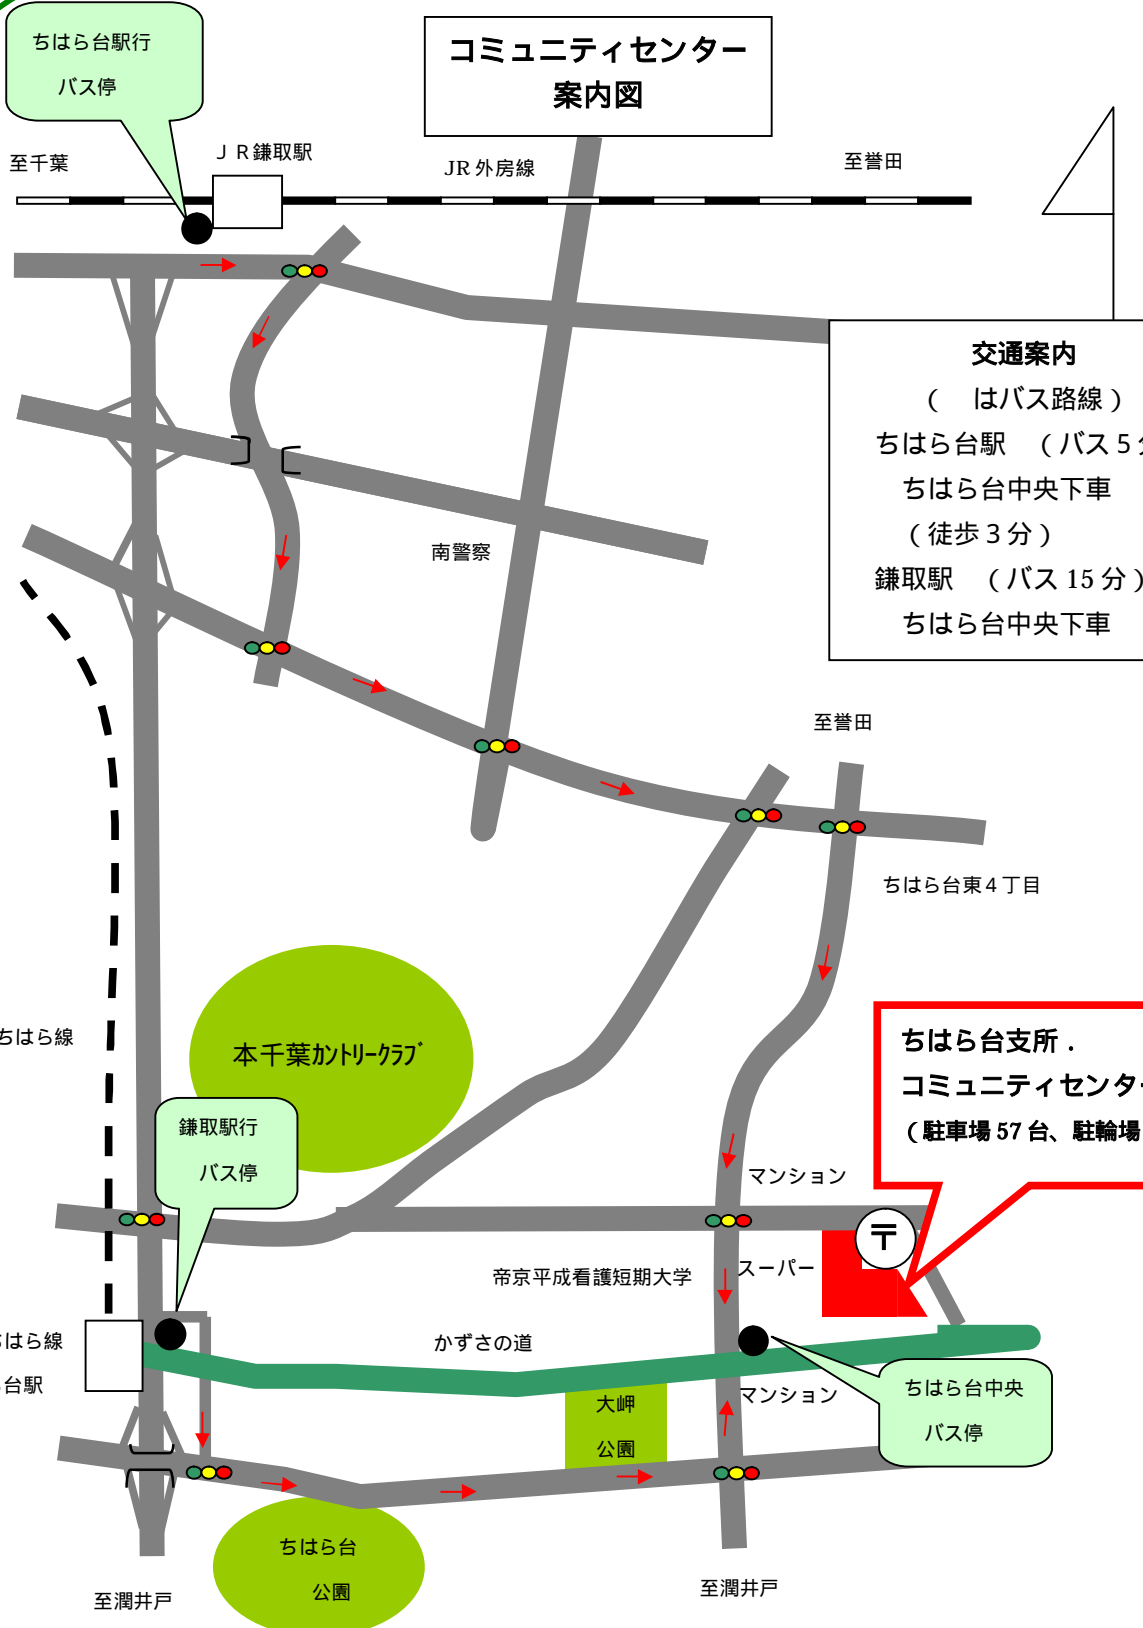 ちはら台駅行
バス停
コミュニティセンター
案内図
至千葉
ＪＲ鎌取駅
JR 外房線
至誉田
交通案内
（　はバス路線）
ちはら台駅　（バス５分
ちはら台中央下車
（徒歩３分）
鎌取駅　（バス 15 分）
ちはら台中央下車
南警察
至誉田
ちはら台東４丁目
ちはら線
本千葉ｶﾝﾄﾘｰｸﾗﾌﾞ
ちはら台支所．
コミュニティセンター
（駐車場 57 台、駐輪場
鎌取駅行
バス停
マンション
〒
スーパー
帝京平成看護短期大学
かずさの道
ちはら線
台駅
マンション
大岬
公園
ちはら台中央
バス停
ちはら台
公園
至潤井戸
至潤井戸